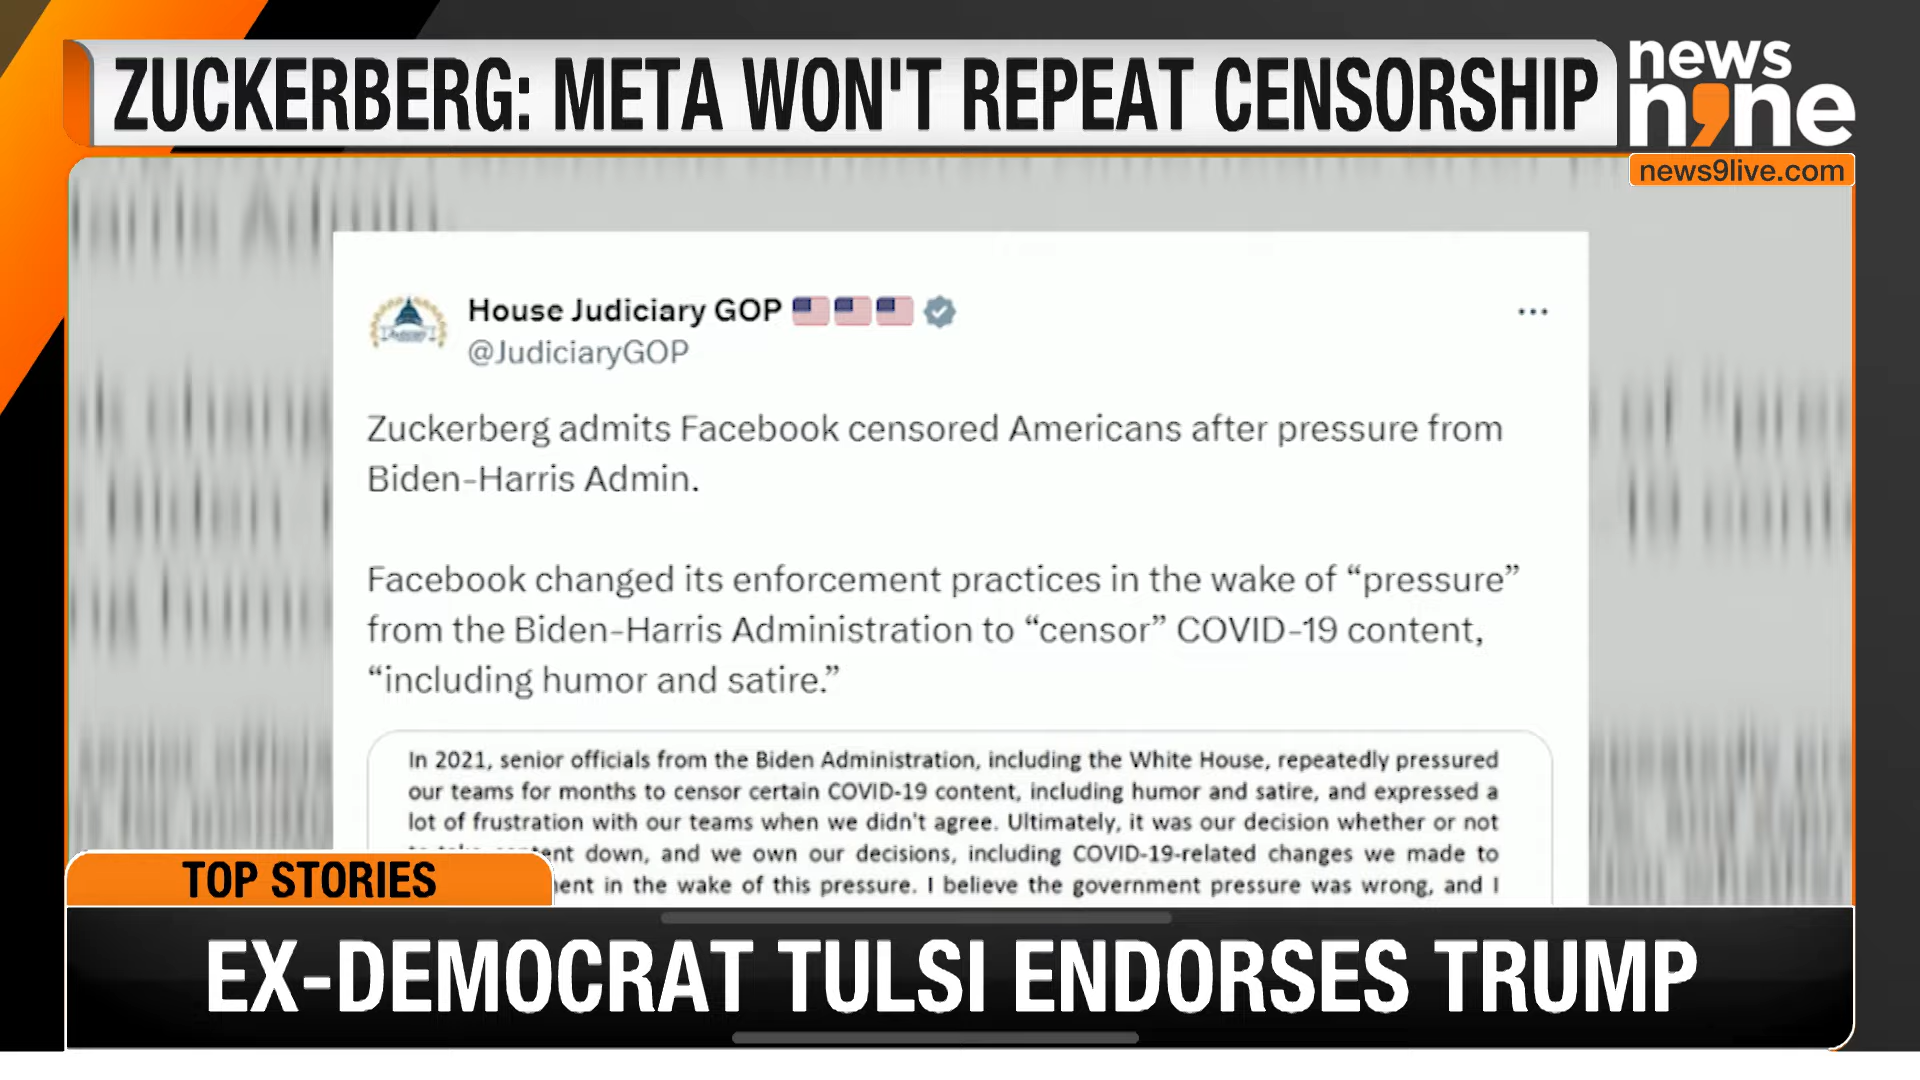 ZUCKERBERG: META WON'T REPEAT CENSORSHIP
news
n9ne
news9live.com
House Judiciary GOP
@JudiciaryGOP
Zuckerberg admits Facebook censored Americans after pressure from
Biden-Harris Admin.
Facebook changed its enforcement practices in the wake of “pressure”
from the Biden-Harris Administration to “censor” COVID-19 content,
“including humor and satire.”
In 2021, senior officials from the Biden Administration, including the White House, repeatedly pressured
our teams for months to censor certain COVID-19 content, including humor and satire, and expressed a
lot of frustration with our teams when we didn't agree. Ultimately, it was our decision whether or not
down, and we own our decisions, including COVID-19-related changes we made to
in the wake of this pressure. I believe the government pressure was wrong, and I
TOP STORIES
EX-DEMOCRAT TULSI ENDORSES TRUMP